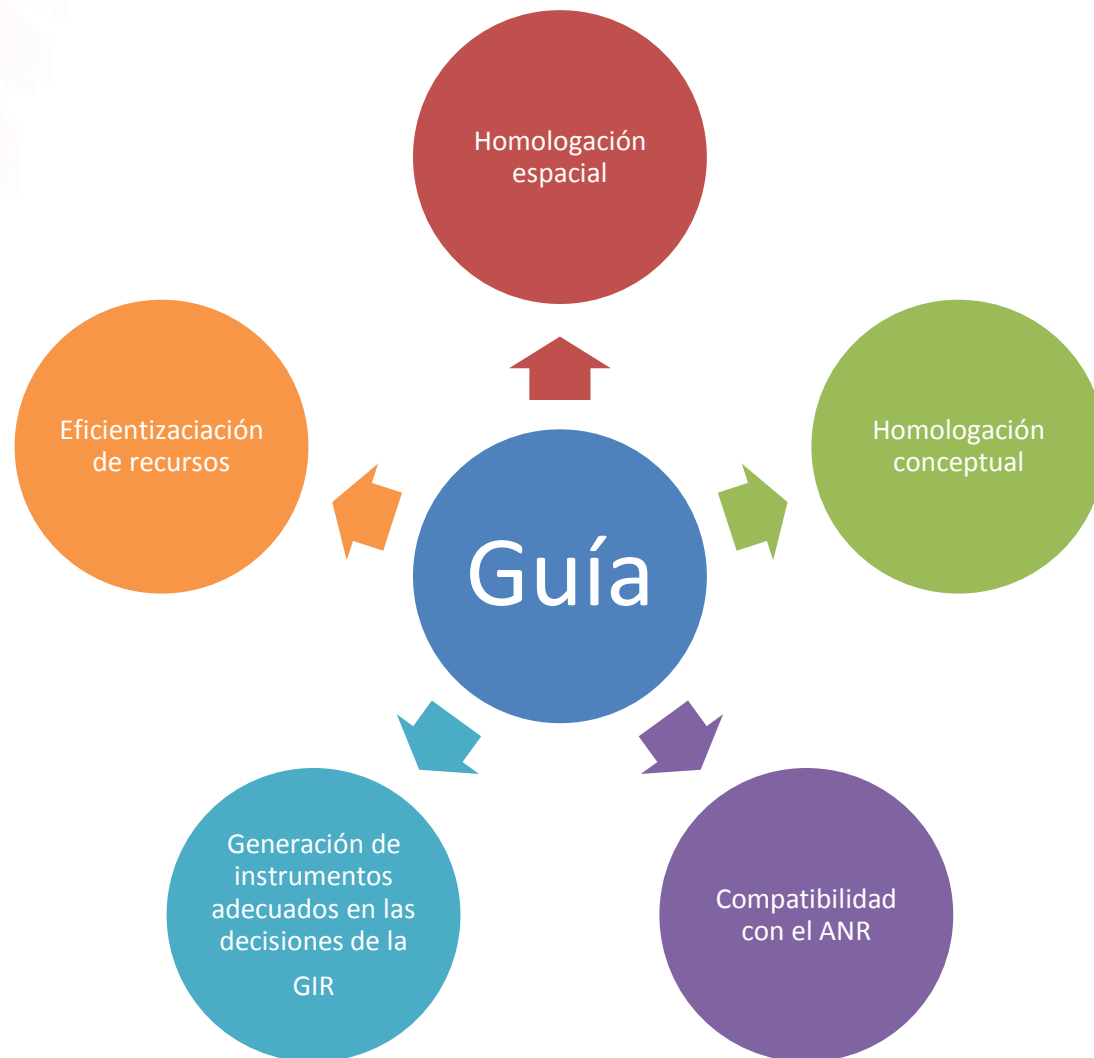 Homologación
espacial
Homologación
conceptual
Compatibilidad
con el ANR
Generación de
instrumentos
adecuados en las
decisiones de la
GIR
Eficientizaciación
de recursos
Guía